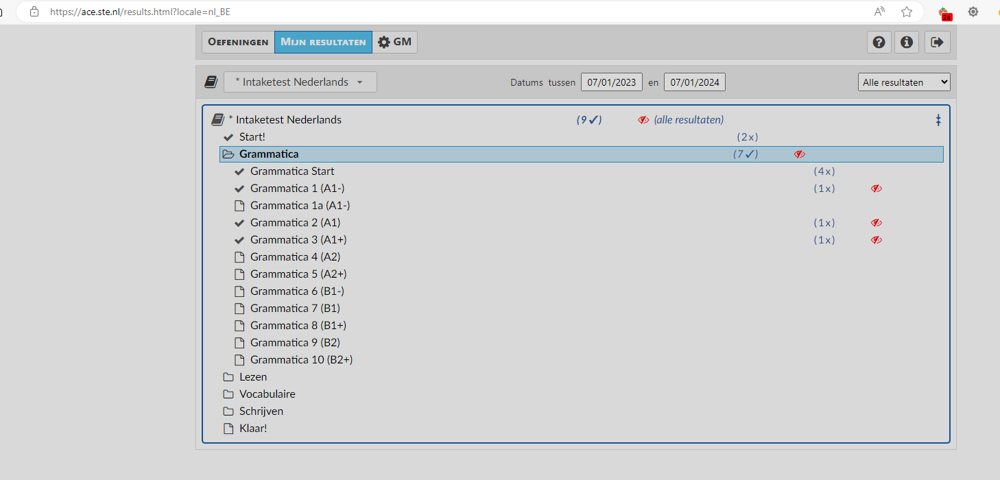 https://ace.ste.nl/results.html?locale=nl_BE
24
Oefeningen Mijn resultaten GM
* Intaketest Nederlands Datums tussen 07/01/2023 en 07/01/2024 Alle resultaten
* Intaketest Nederlands (9 ✓) (alle resultaten)
Start! (2x)
Grammatica (7 ✓)
Grammatica Start (4x)
Grammatica 1 (A1-) (1x)
Grammatica 1a (A1-)
Grammatica 2 (A1) (1x)
Grammatica 3 (A1+) (1x)
Grammatica 4 (A2)
Grammatica 5 (A2+)
Grammatica 6 (B1-)
Grammatica 7 (B1)
Grammatica 8 (B1+)
Grammatica 9 (B2)
Grammatica 10 (B2+)
Lezen
Vocabulaire
Schrijven
Klaar!